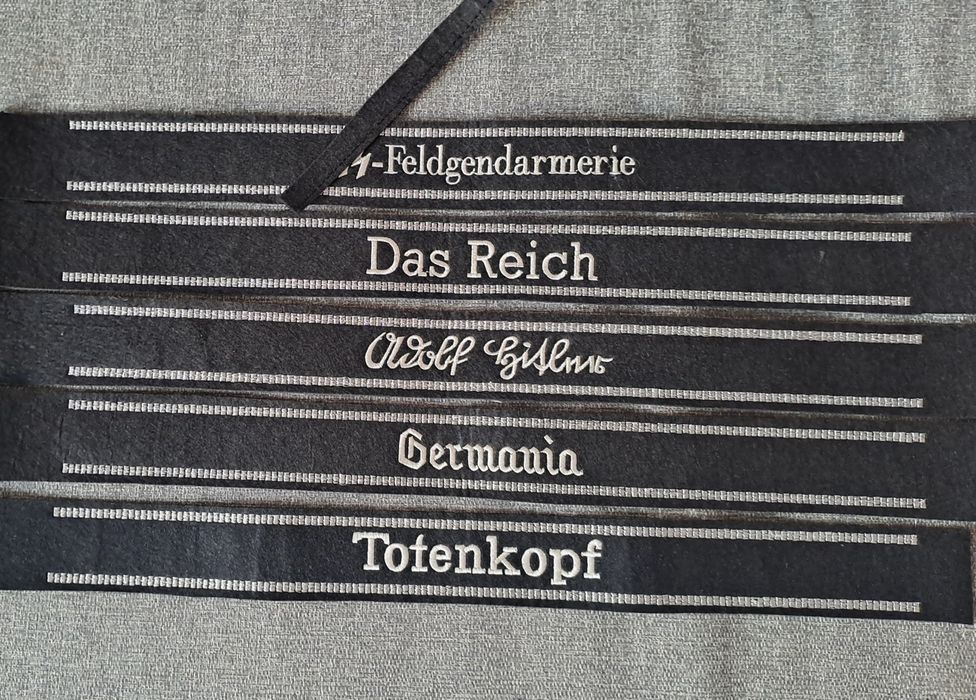 -Feldgendarmerie
Das Reich
Adolf Hitler
Germania
Totenkopf